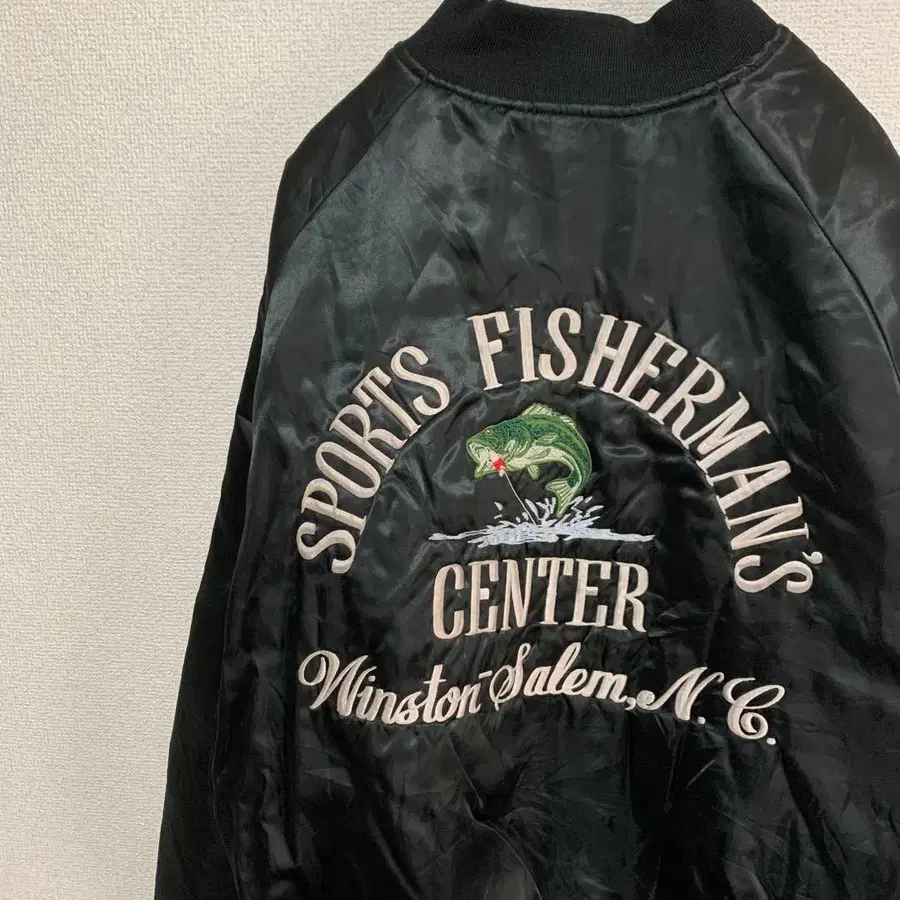 SPORTS FISHERMAN'S
CENTER
Winston-Salem, N.C.